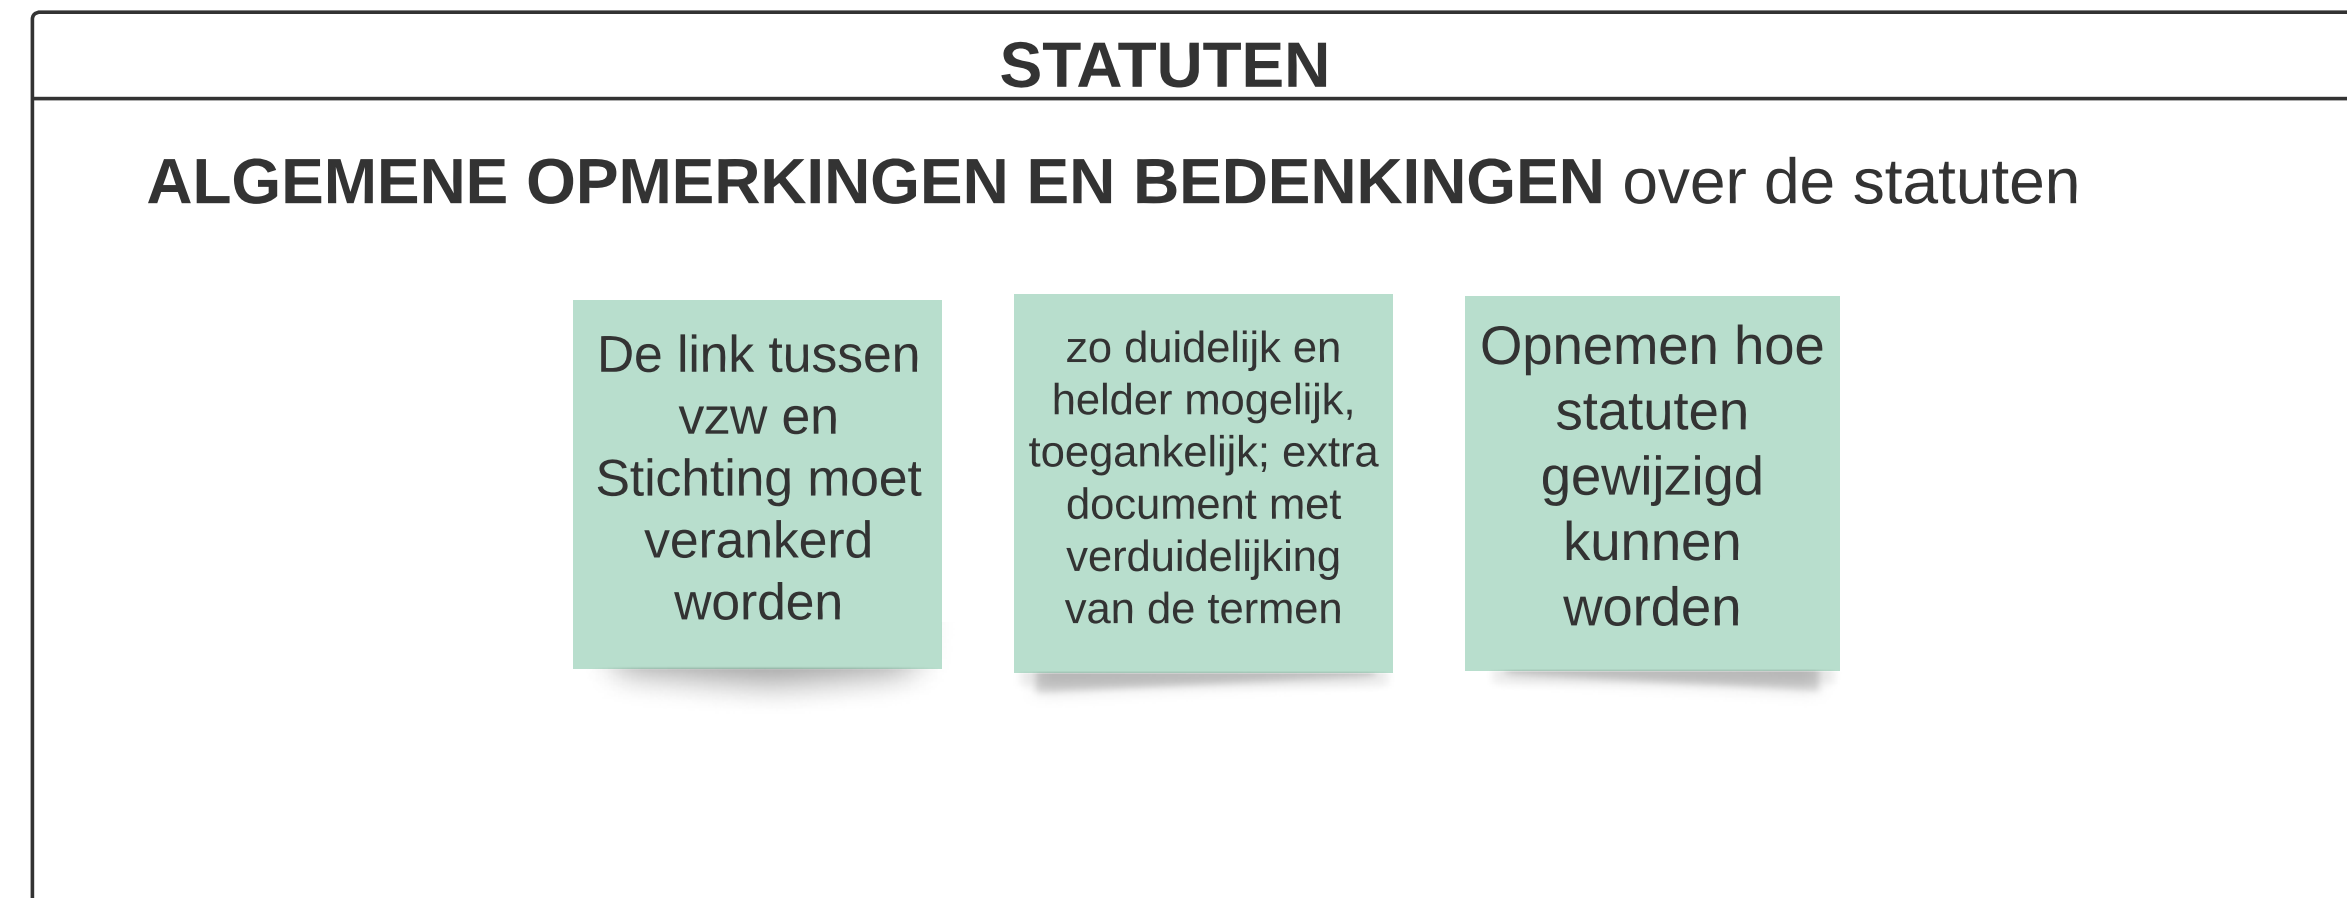 STATUTEN
ALGEMENE OPMERKINGEN EN BEDENKINGEN over de statuten
De link tussen
vzw en
Stichting moet
verankerd
worden
zo duidelijk en
helder mogelijk,
toegankelijk; extra
document met
verduidelijking
van de termen
Opnemen hoe
statuten
gewijzigd
kunnen
worden